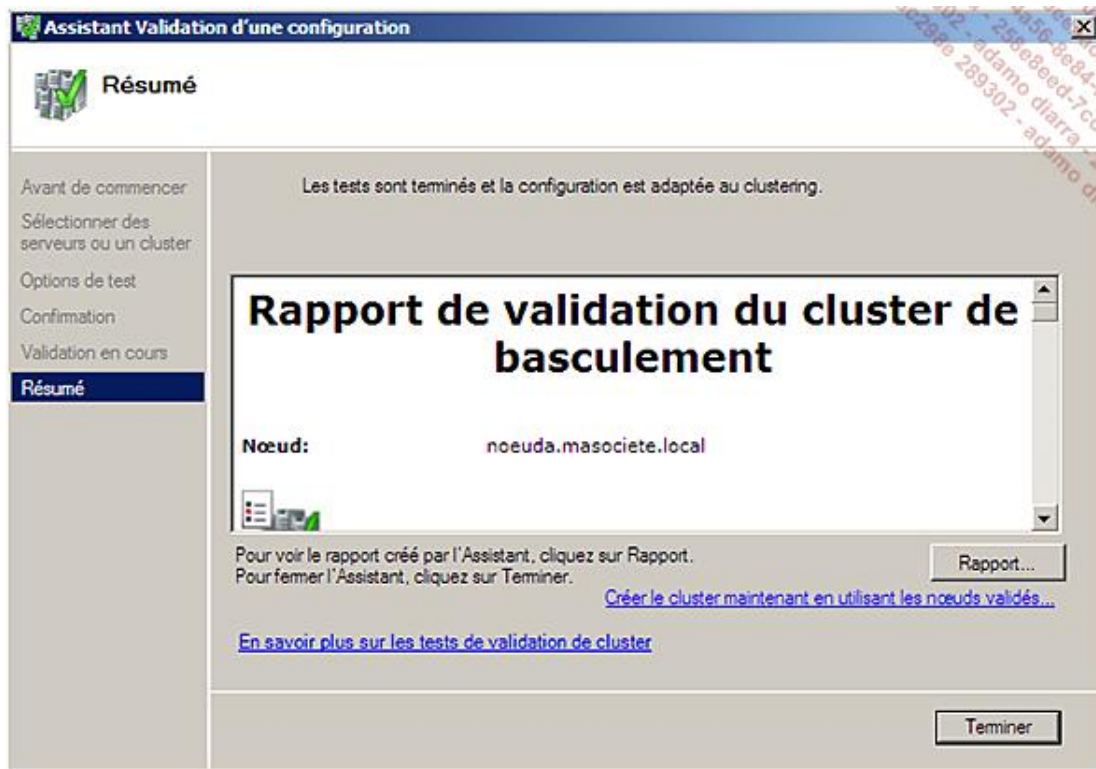 Assistant Validation d'une configuration
Résumé
Avant de commencer
Sélectionner des
serveurs ou un cluster
Options de test
Confirmation
Validation en cours
Résumé
Les tests sont terminés et la configuration est adaptée au clustering.
Rapport de validation du cluster de
basculement
Nœud:
noeuda.masociete.local
Pour voir le rapport créé par l'Assistant, cliquez sur Rapport.
Pour fermer l'Assistant, cliquez sur Terminer.
Rapport...
Créer le cluster maintenant en utilisant les nœuds validés...
En savoir plus sur les tests de validation de cluster
Terminer
289302 - adamo diarra